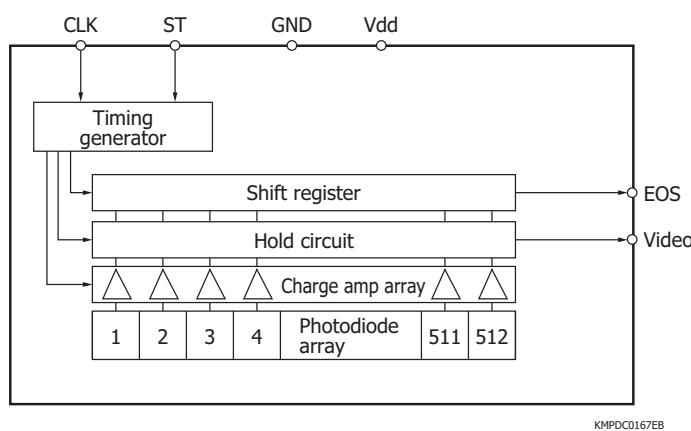 CLK ST GND Vdd
Timing
generator
Shift register
EOS
Hold circuit
Video
Charge amp array
1 2 3 4 Photodiode
array 511 512
KMPDC0167EB